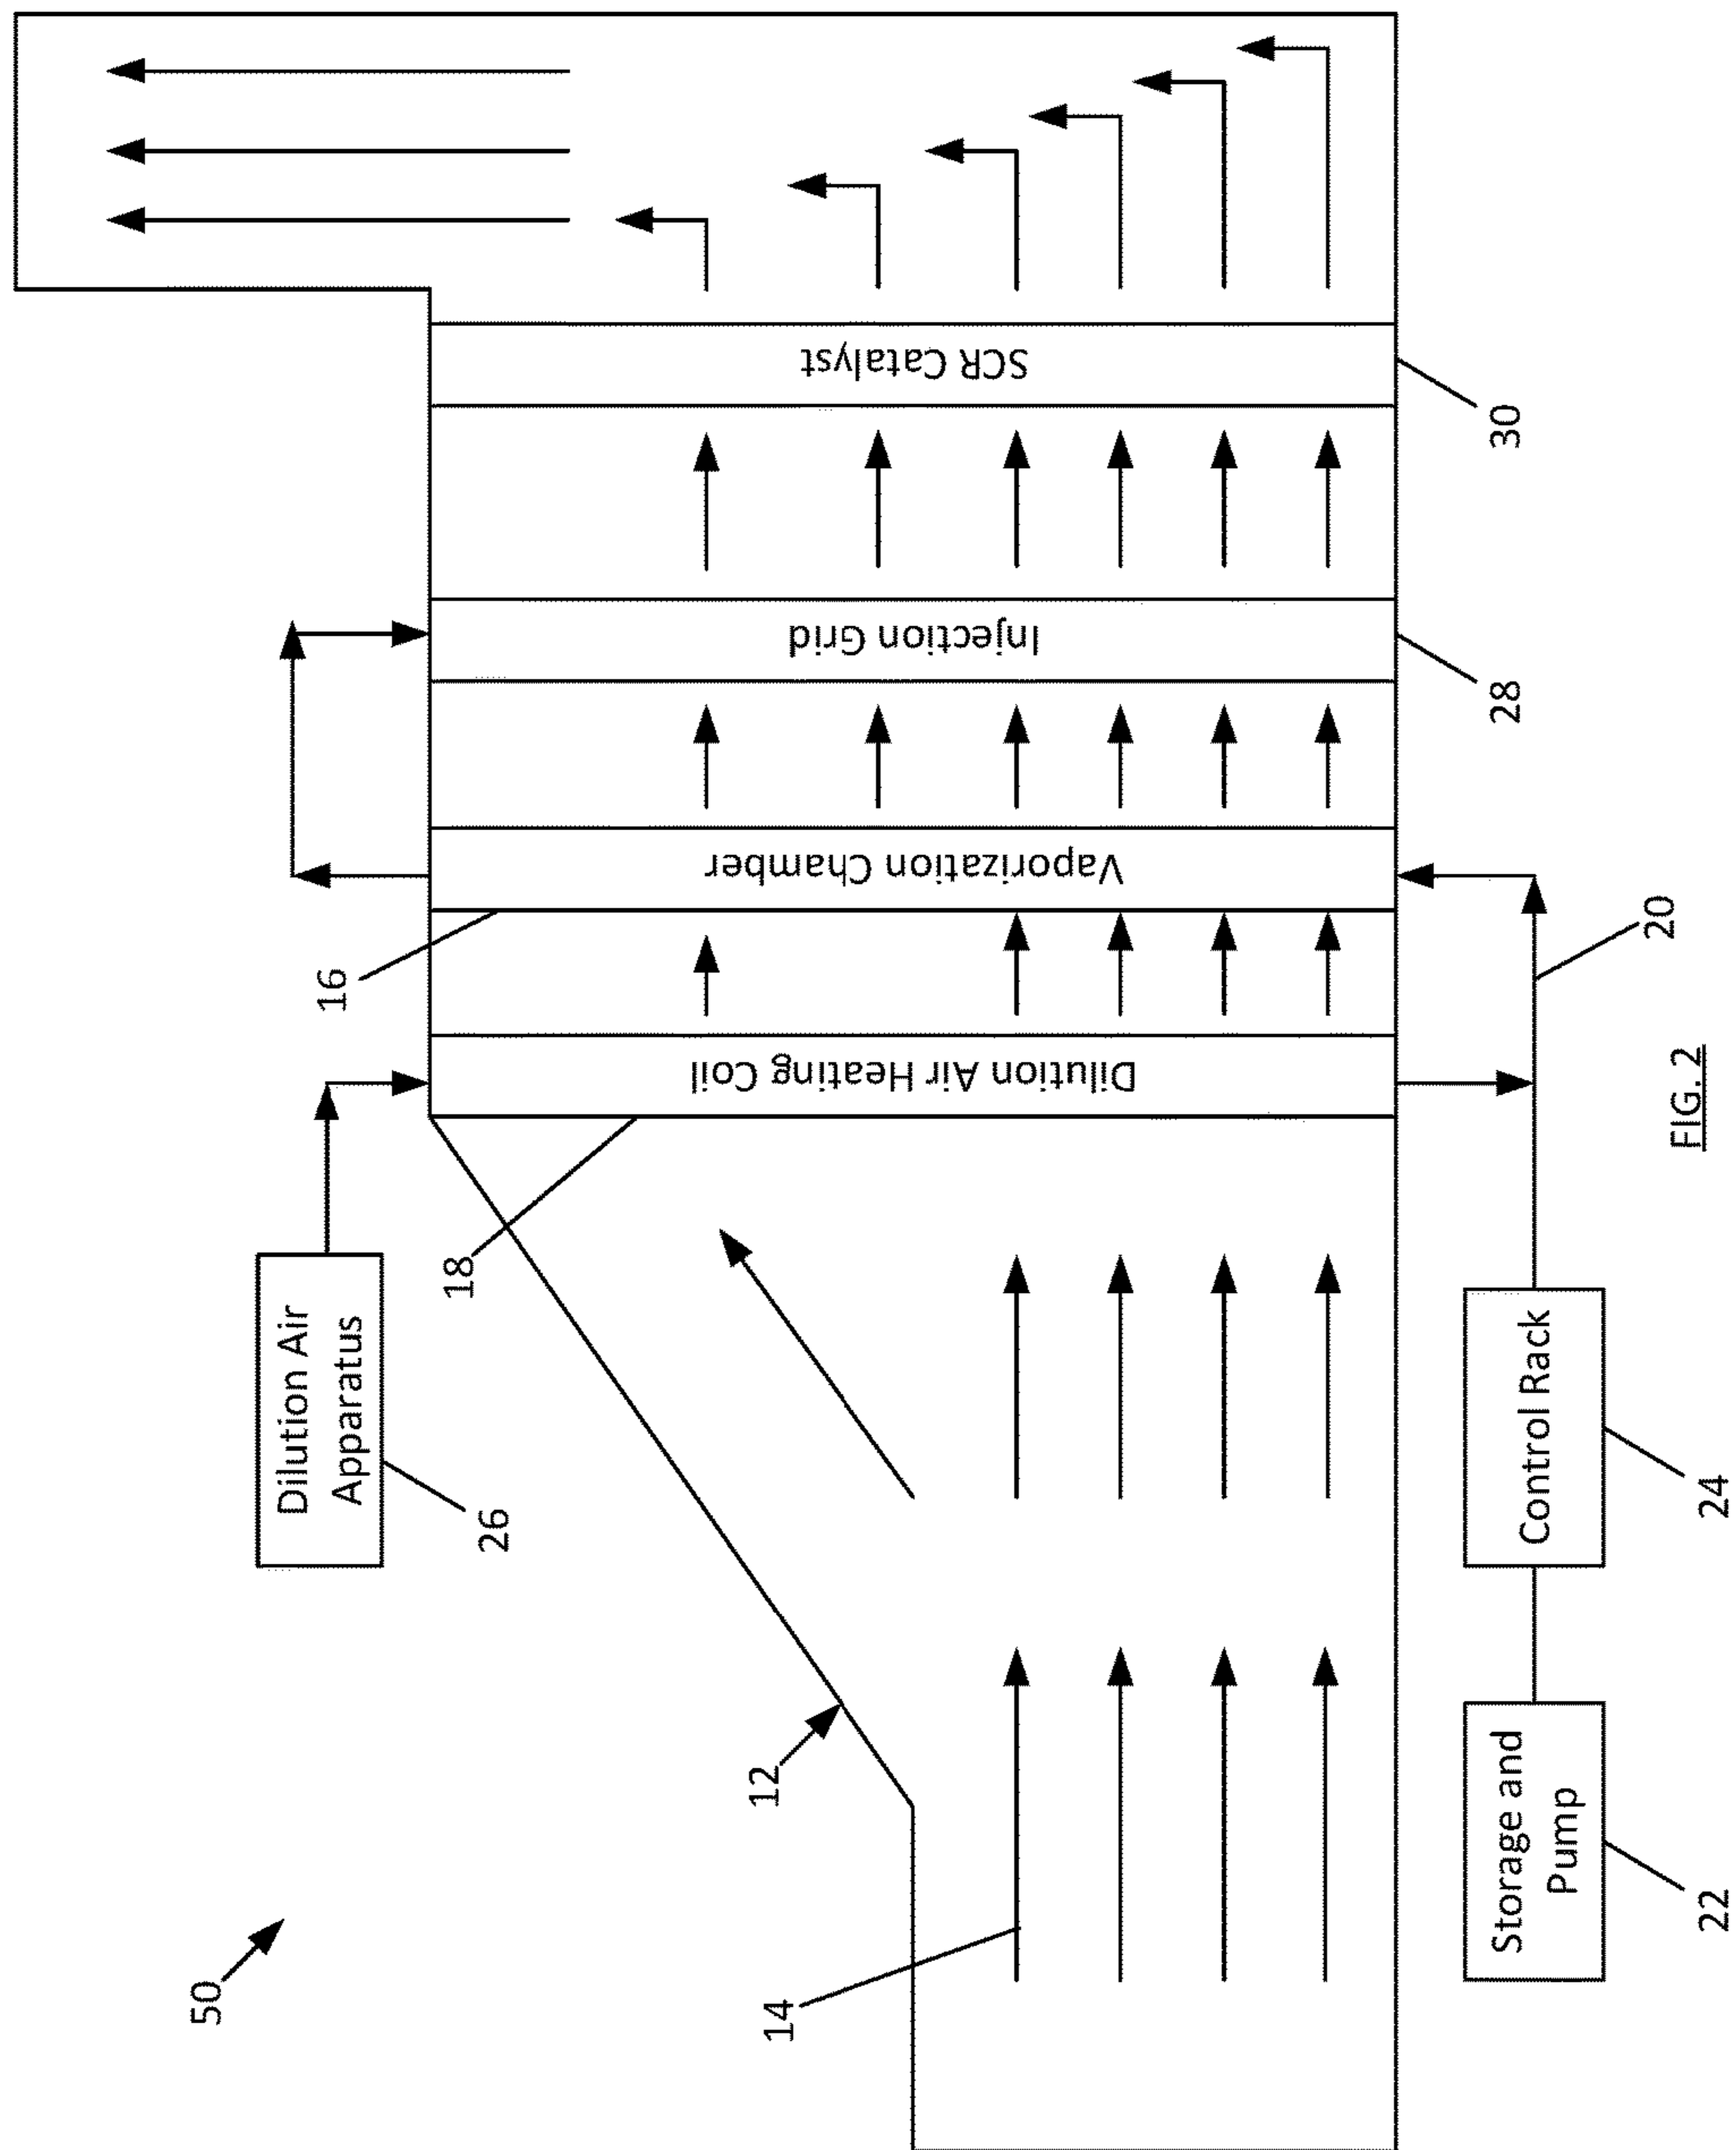 50
12
14
Dilution Air
Apparatus
26
18
16
Dilution Air Heating Coil
Vaporization Chamber
Injection Grid
SCR Catalyst
28
30
20
Storage and
Pump
22
Control Rack
24
FIG. 2